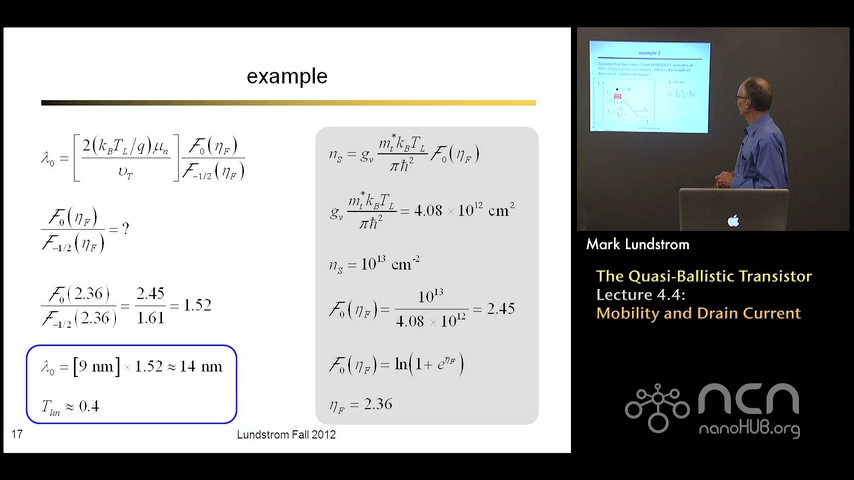 example
λ₀ = [2(k_B T_L/q)μ_n / υ_T] F₀(η_F) / F₋₁/₂(η_F)
F₀(η_F) / F₋₁/₂(η_F) = ?
F₀(2.36) / F₋₁/₂(2.36) = 2.45 / 1.61 = 1.52
λ₀ = [9 nm] × 1.52 ≈ 14 nm
T_lin ≈ 0.4
n_S = g_v m_t* k_B T_L / πħ² F₀(η_F)
g_v m_t* k_B T_L / πħ² = 4.08 × 10¹² cm²
n_S = 10¹³ cm⁻²
F₀(η_F) = 10¹³ / 4.08 × 10¹² = 2.45
F₀(η_F) = ln(1 + e^η_F)
η_F = 2.36
17
Lundstrom Fall 2012
example 2
Mark Lundstrom
The Quasi-Ballistic Transistor
Lecture 4.4:
Mobility and Drain Current
ncn
nanoHUB.org